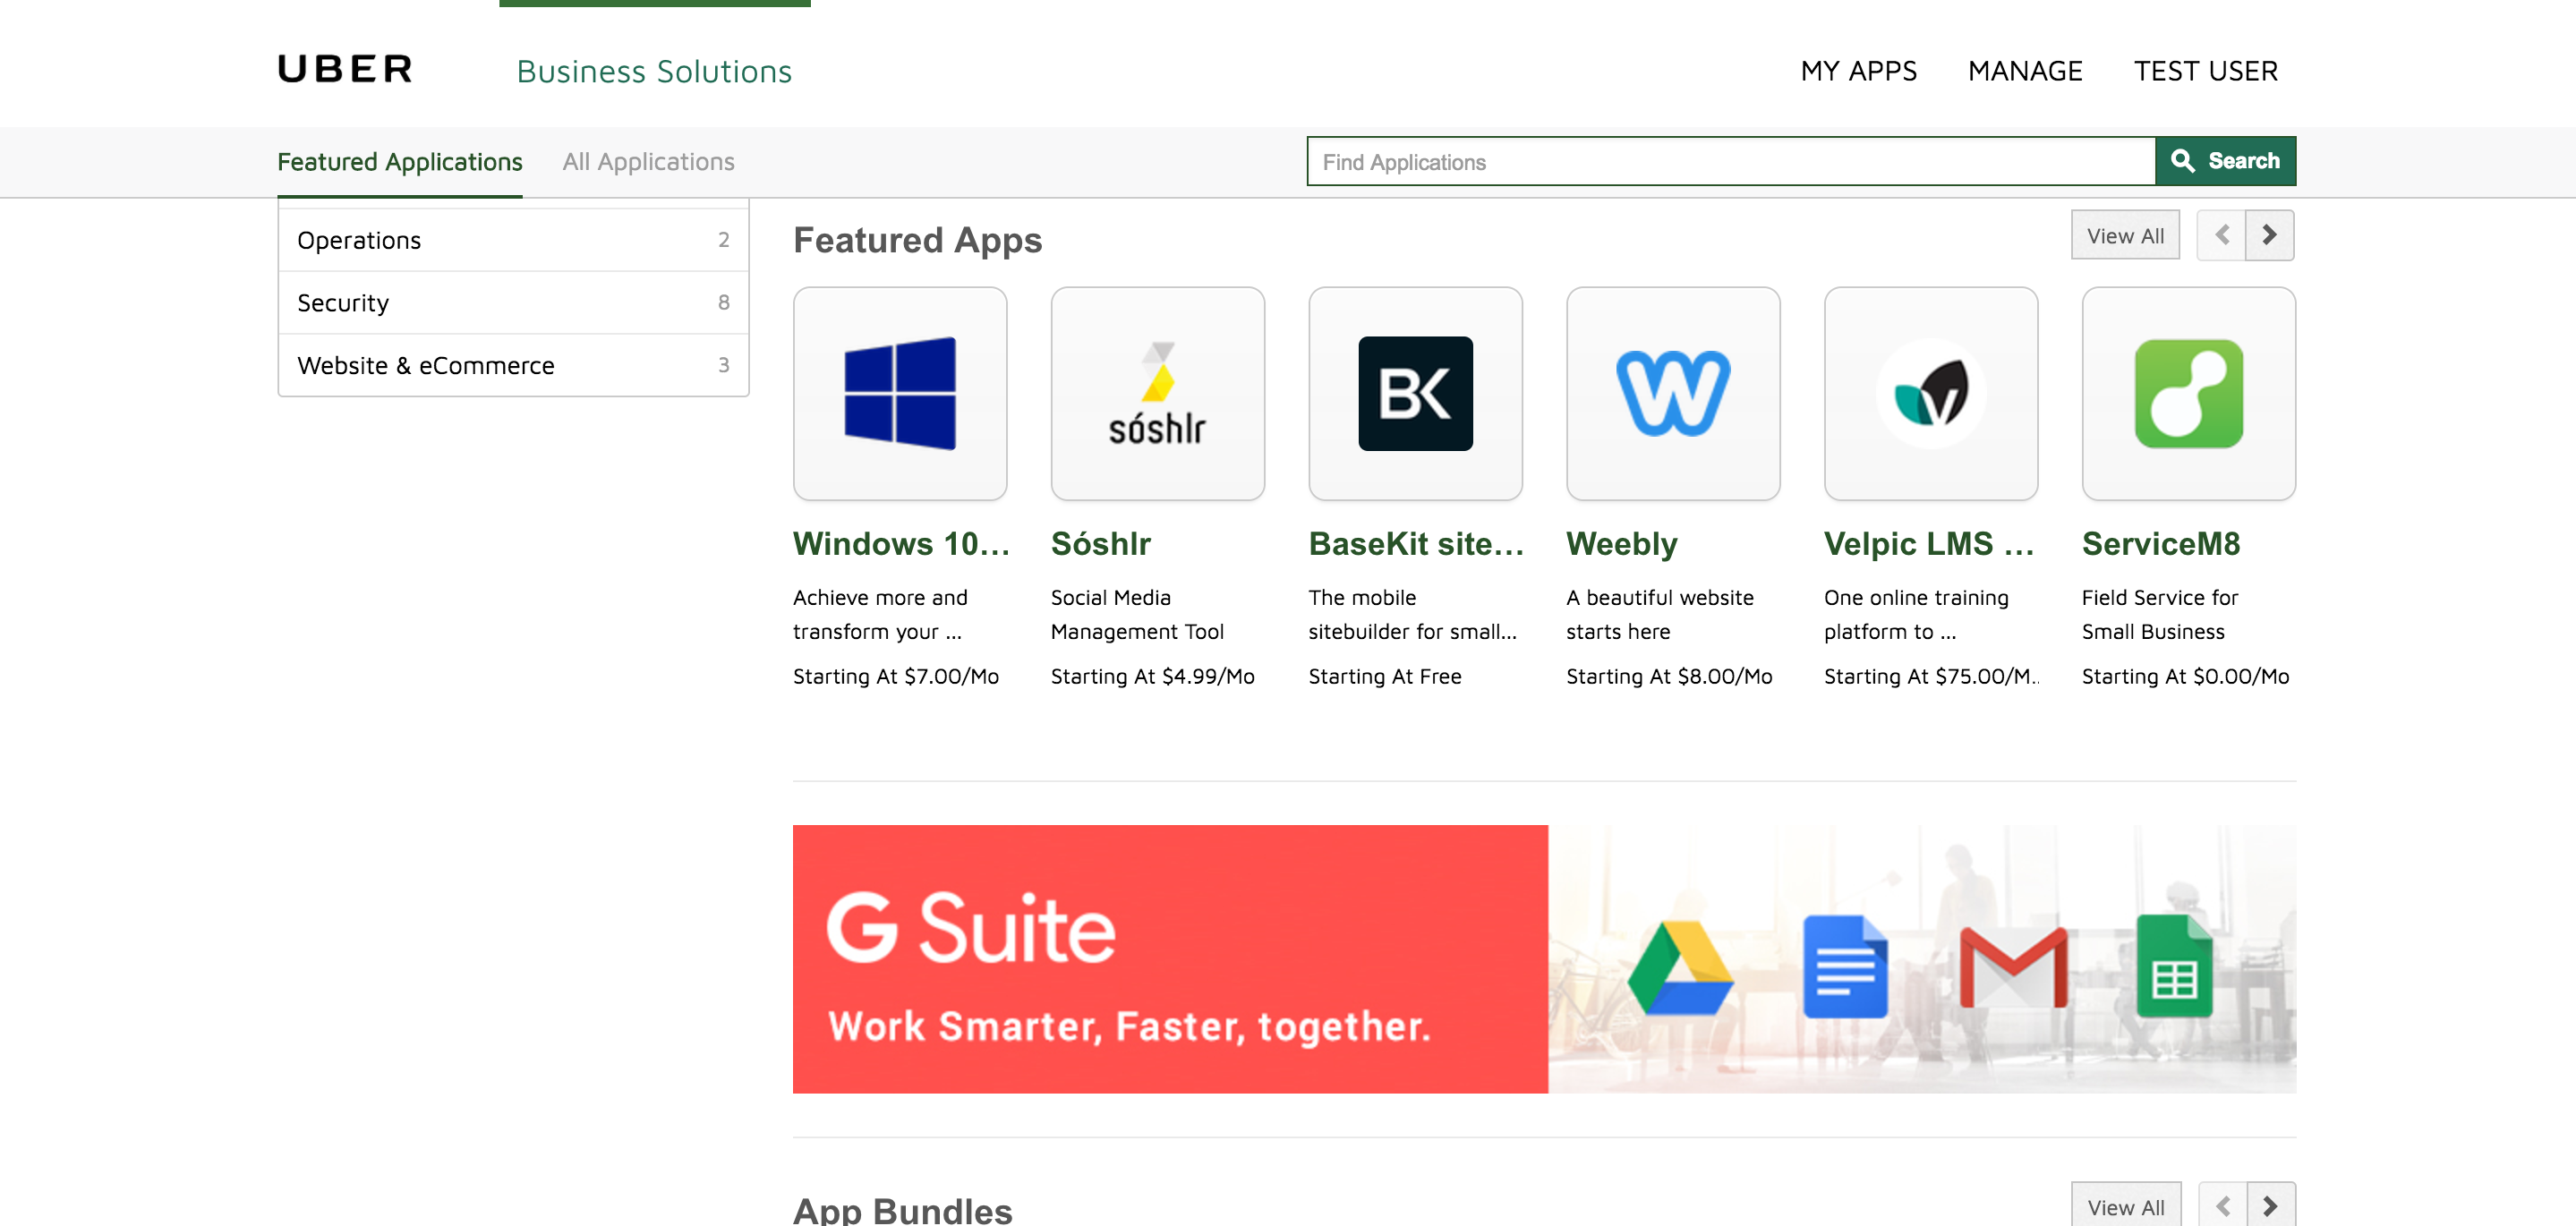 UBER
Business Solutions
MY APPS
MANAGE
TEST USER
Featured Applications
All Applications
Find Applications
Search
Operations 2
Security 8
Website & eCommerce 3
Featured Apps
View All
sóshlr
BK
W
V
Windows 10...
Achieve more and
transform your ...
Starting At $7.00/Mo
Sóshlr
Social Media
Management Tool
Starting At $4.99/Mo
BaseKit site...
The mobile
sitebuilder for small...
Starting At Free
Weebly
A beautiful website
starts here
Starting At $8.00/Mo
Velpic LMS ...
One online training
platform to ...
Starting At $75.00/M..
ServiceM8
Field Service for
Small Business
Starting At $0.00/Mo
G Suite
Work Smarter, Faster, together.
App Bundles
View All